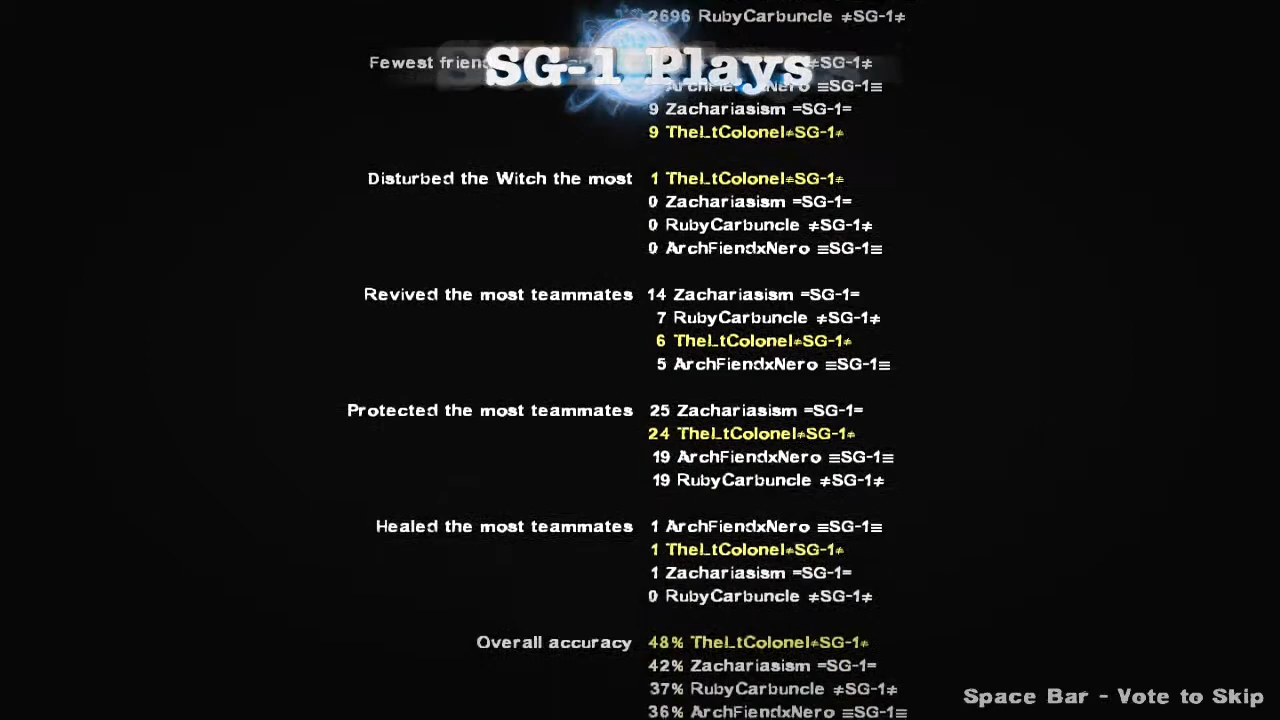 2696 RubyCarbuncle ≠SG-1≠
SG-1 Plays
Fewest friend ≠SG-1≠
ArchFiendxNero ≡SG-1≡
9 Zachariasism =SG-1=
9 TheLtColonel≠SG-1≠
Disturbed the Witch the most 1 TheLtColonel≠SG-1≠
0 Zachariasism =SG-1=
0 RubyCarbuncle ≠SG-1≠
0 ArchFiendxNero ≡SG-1≡
Revived the most teammates 14 Zachariasism =SG-1=
7 RubyCarbuncle ≠SG-1≠
6 TheLtColonel≠SG-1≠
5 ArchFiendxNero ≡SG-1≡
Protected the most teammates 25 Zachariasism =SG-1=
24 TheLtColonel≠SG-1≠
19 ArchFiendxNero ≡SG-1≡
19 RubyCarbuncle ≠SG-1≠
Healed the most teammates 1 ArchFiendxNero ≡SG-1≡
1 TheLtColonel≠SG-1≠
1 Zachariasism =SG-1=
0 RubyCarbuncle ≠SG-1≠
Overall accuracy 48% TheLtColonel≠SG-1≠
42% Zachariasism =SG-1=
37% RubyCarbuncle ≠SG-1≠
36% ArchFiendxNero ≡SG-1≡
Space Bar - Vote to Skip